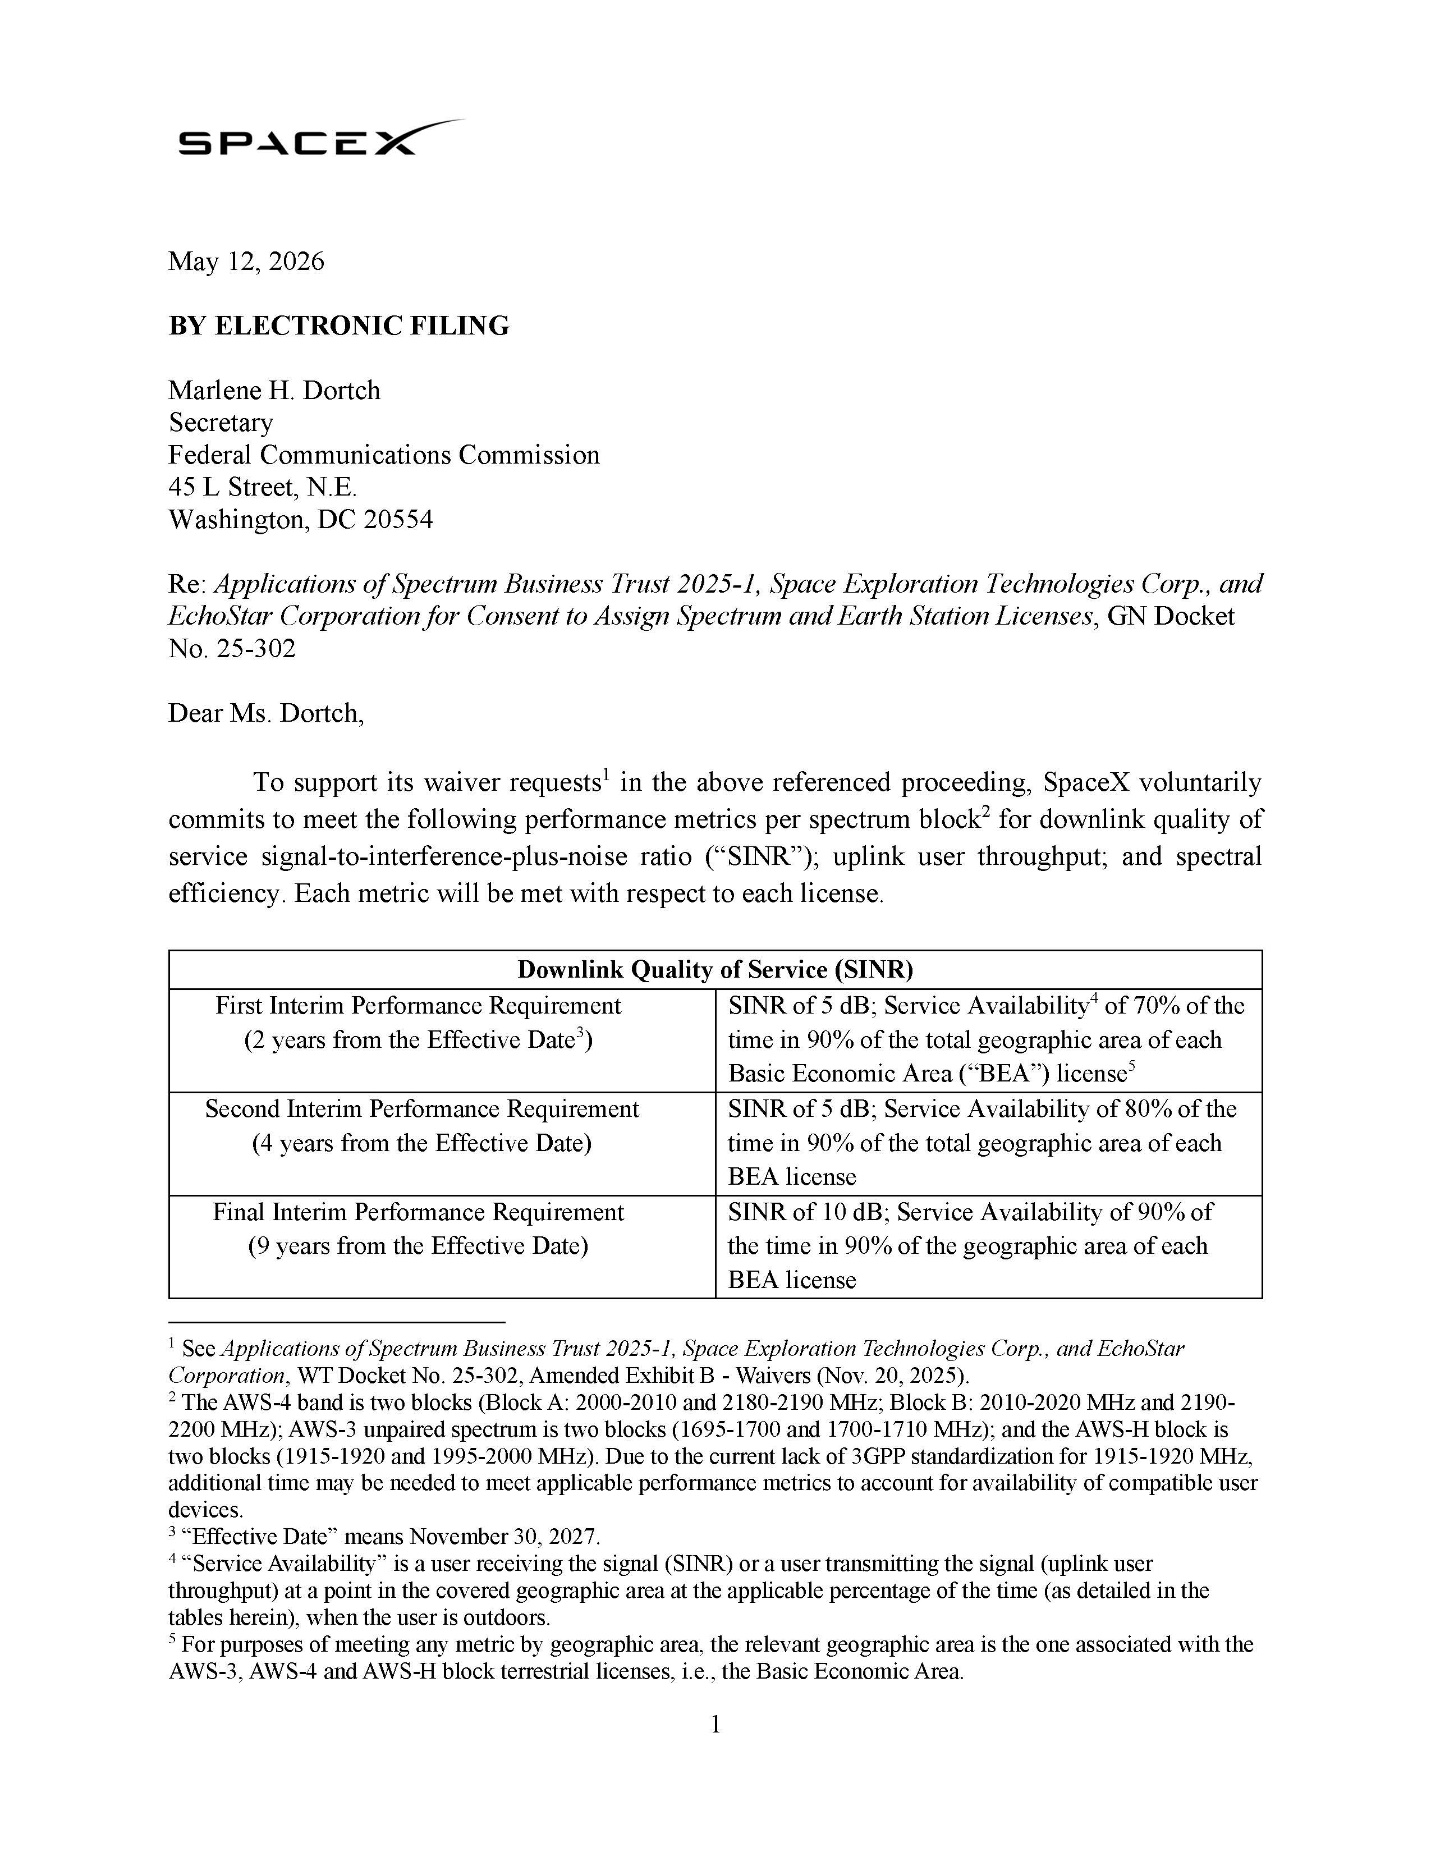 SPACEX
May 12, 2026
BY ELECTRONIC FILING
Marlene H. Dortch
Secretary
Federal Communications Commission
45 L Street, N.E.
Washington, DC 20554
Re: Applications of Spectrum Business Trust 2025-1, Space Exploration Technologies Corp., and
EchoStar Corporation for Consent to Assign Spectrum and Earth Station Licenses, GN Docket
No. 25-302
Dear Ms. Dortch,
To support its waiver requests1 in the above referenced proceeding, SpaceX voluntarily
commits to meet the following performance metrics per spectrum block2 for downlink quality of
service signal-to-interference-plus-noise ratio (“SINR”); uplink user throughput; and spectral
efficiency. Each metric will be met with respect to each license.
Downlink Quality of Service (SINR)
First Interim Performance Requirement
(2 years from the Effective Date3)
SINR of 5 dB; Service Availability4 of 70% of the
time in 90% of the total geographic area of each
Basic Economic Area (“BEA”) license5
Second Interim Performance Requirement
(4 years from the Effective Date)
SINR of 5 dB; Service Availability of 80% of the
time in 90% of the total geographic area of each
BEA license
Final Interim Performance Requirement
(9 years from the Effective Date)
SINR of 10 dB; Service Availability of 90% of
the time in 90% of the geographic area of each
BEA license
1 See Applications of Spectrum Business Trust 2025-1, Space Exploration Technologies Corp., and EchoStar
Corporation, WT Docket No. 25-302, Amended Exhibit B - Waivers (Nov. 20, 2025).
2 The AWS-4 band is two blocks (Block A: 2000-2010 and 2180-2190 MHz; Block B: 2010-2020 MHz and 2190-
2200 MHz); AWS-3 unpaired spectrum is two blocks (1695-1700 and 1700-1710 MHz); and the AWS-H block is
two blocks (1915-1920 and 1995-2000 MHz). Due to the current lack of 3GPP standardization for 1915-1920 MHz,
additional time may be needed to meet applicable performance metrics to account for availability of compatible user
devices.
3 “Effective Date” means November 30, 2027.
4 “Service Availability” is a user receiving the signal (SINR) or a user transmitting the signal (uplink user
throughput) at a point in the covered geographic area at the applicable percentage of the time (as detailed in the
tables herein), when the user is outdoors.
5 For purposes of meeting any metric by geographic area, the relevant geographic area is the one associated with the
AWS-3, AWS-4 and AWS-H block terrestrial licenses, i.e., the Basic Economic Area.
1